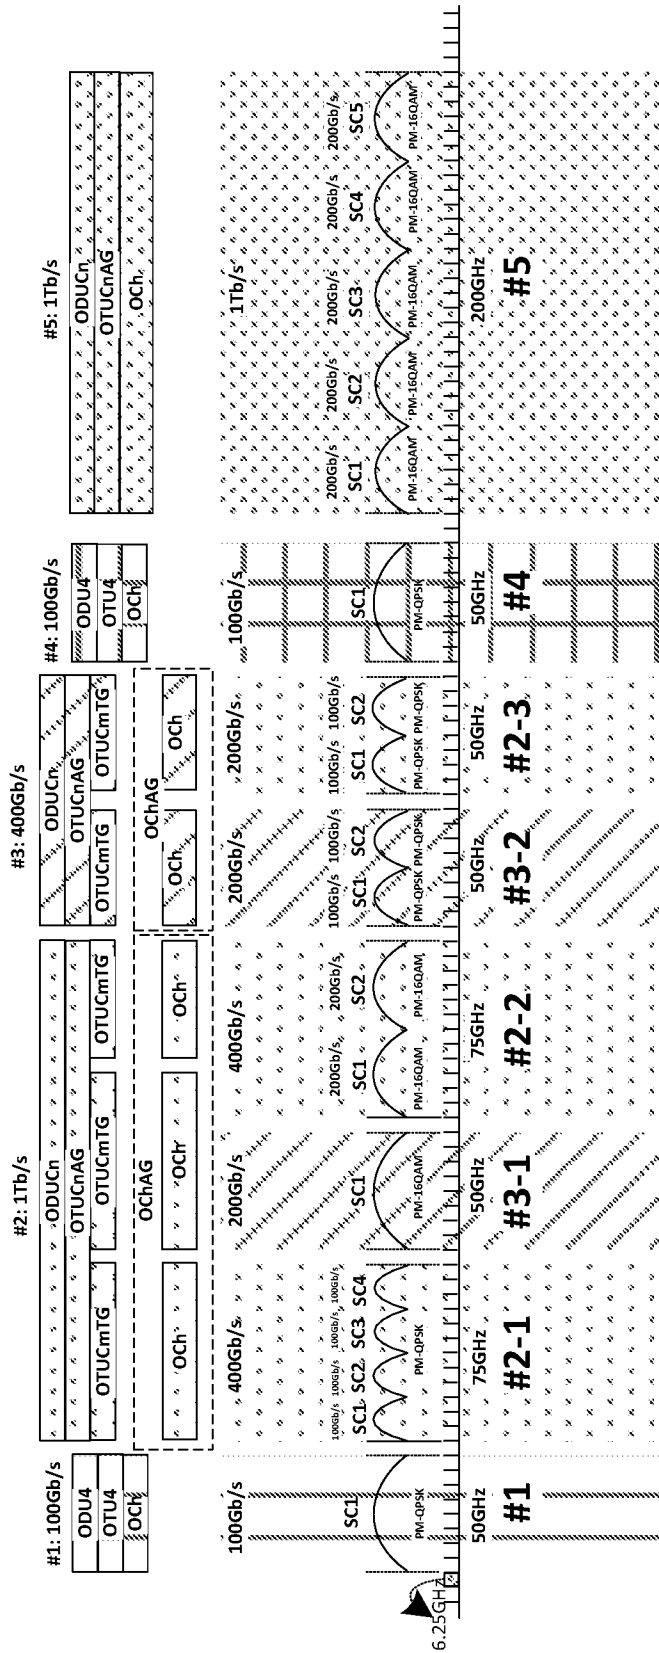 #1: 100Gb/s
ODU4
OTU4
OCh
#2: 1Tb/s
ODUCn
OTUCnAG
OTUCmTG
OTUCmTG
OTUCmTG
OChAG
OCh
OCh
OCh
#3: 400Gb/s
ODUCn
OTUCnAG
OTUCmTG
OTUCmTG
OChAG
OCh
OCh
#4: 100Gb/s
ODU4
OTU4
OCh
#5: 1Tb/s
ODUCn
OTUCnAG
OCh
6.25GHz
100Gb/s
SC1
PM-QPSK
50GHz
#1
400Gb/s
100Gb/s 100Gb/s 100Gb/s 100Gb/s
SC1 SC2 SC3 SC4
PM-QPSK
75GHz
#2-1
200Gb/s
SC1
PM-16QAM
50GHz
#3-1
400Gb/s
200Gb/s 200Gb/s
SC1 SC2
PM-16QAM PM-16QAM
75GHz
#2-2
200Gb/s
100Gb/s 100Gb/s
SC1 SC2
PM-QPSK PM-QPSK
50GHz
#3-2
200Gb/s
100Gb/s 100Gb/s
SC1 SC2
PM-QPSK PM-QPSK
50GHz
#2-3
100Gb/s
SC1
PM-QPSK
50GHz
#4
1Tb/s
200Gb/s 200Gb/s 200Gb/s 200Gb/s 200Gb/s
SC1 SC2 SC3 SC4 SC5
PM-16QAM PM-16QAM PM-16QAM PM-16QAM PM-16QAM
200GHz
#5